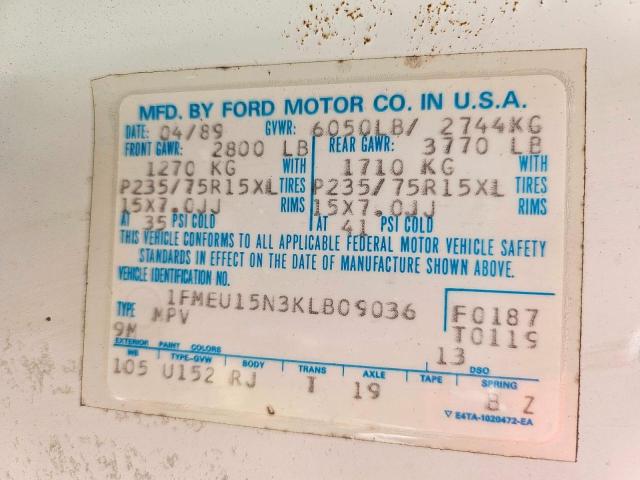 MFD. BY FORD MOTOR CO. IN U.S.A.
DATE: 04/89 GVWR: 6050LB/ 2744KG
FRONT GAWR: 2800 LB REAR GAWR: 3770 LB
1270 KG WITH 1710 KG WITH
P235/75R15XL TIRES P235/75R15XL TIRES
15X7.0JJ RIMS 15X7.0JJ RIMS
AT 35 PSI COLD AT 41 PSI COLD
THIS VEHICLE CONFORMS TO ALL APPLICABLE FEDERAL MOTOR VEHICLE SAFETY
STANDARDS IN EFFECT ON THE DATE OF MANUFACTURE SHOWN ABOVE.
VEHICLE IDENTIFICATION NO.
1FMEU15N3KLB09036 F0187
TYPE MPV T0119
9M 13
EXTERIOR PAINT COLORS DSO
WB TYPE-GVW BODY TRANS AXLE TAPE SPRING
105 U152 RJ T 19 B Z
▽ E4TA-1020472-EA